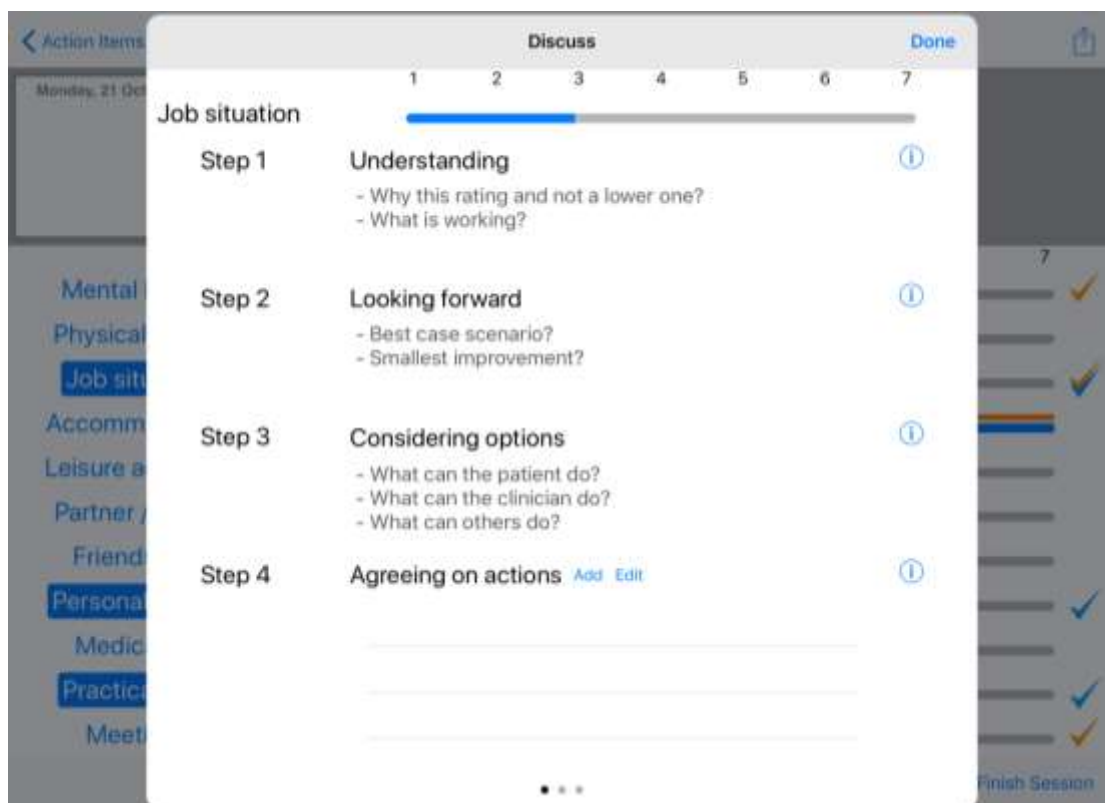 Action Items
Discuss
Done
Monday, 21 Oct
1 2 3 4 5 6 7
Job situation
Step 1 Understanding
- Why this rating and not a lower one?
- What is working?
7
Mental
Step 2 Looking forward
Physical
- Best case scenario?
- Smallest improvement?
Job situ
Accomm
Step 3 Considering options
Leisure a
- What can the patient do?
- What can the clinician do?
Partner /
- What can others do?
Friend
Step 4 Agreeing on actions Add Edit
Personal
Medic
Practica
Meeti
Finish Session